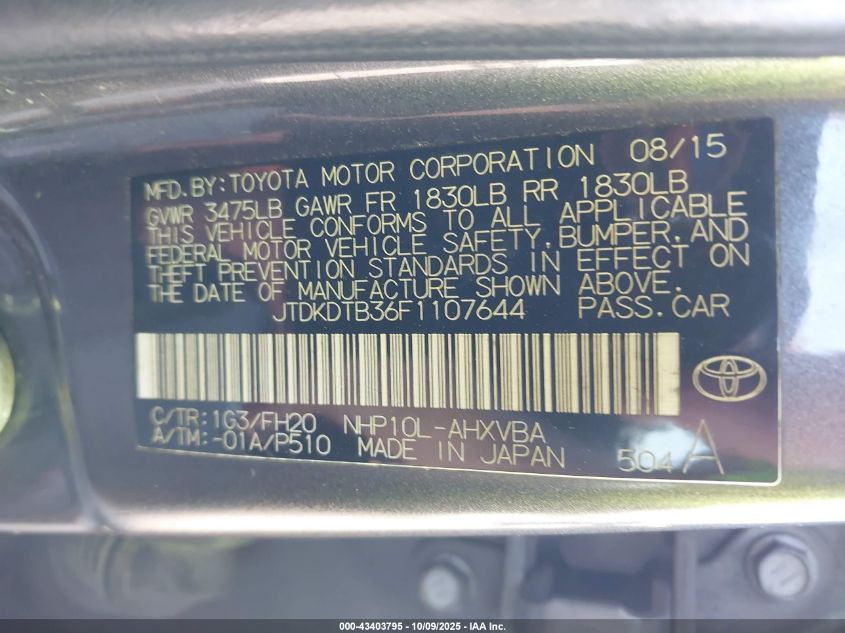 MFD.BY:TOYOTA MOTOR CORPORATION 08/15
GVWR 3475LB GAWR FR 1830LB RR 1830LB
THIS VEHICLE CONFORMS TO ALL APPLICABLE
FEDERAL MOTOR VEHICLE SAFETY,BUMPER,AND
THEFT PREVENTION STANDARDS IN EFFECT ON
THE DATE OF MANUFACTURE SHOWN ABOVE.
JTDKDTB36F1107644 PASS.CAR
C/TR:1G3/FH20 NHP10L-AHXVBA
A/TM:-01A/P510 MADE IN JAPAN 504A
000-43403795 - 10/09/2025 - IAA Inc.